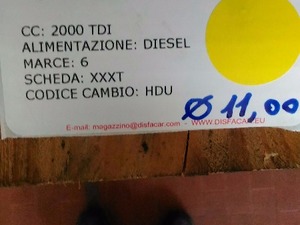 CC: 2000 TDI
ALIMENTAZIONE: DIESEL
MARCE: 6
SCHEDA: XXXT
CODICE CAMBIO: HDU
Ø 11,00
E-mail: magazzino@disfacar.com - WWW.DISFACAR.EU